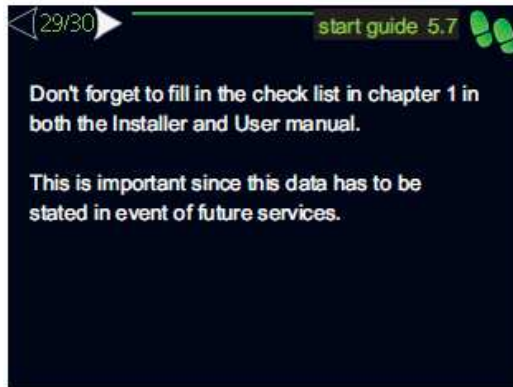 29/30
start guide 5.7
Don't forget to fill in the check list in chapter 1 in
both the Installer and User manual.
This is important since this data has to be
stated in event of future services.